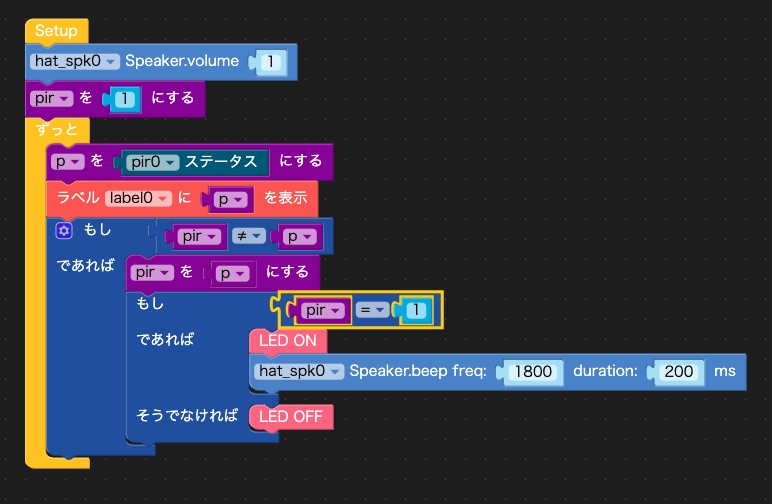 Setup
hat_spk0 Speaker.volume 1
pir を 1 にする
ずっと
p を pir0 ステータス にする
ラベル label0 に p を表示
もし pir ≠ p
であれば pir を p にする
もし pir = 1
であれば LED ON
hat_spk0 Speaker.beep freq: 1800 duration: 200 ms
そうでなければ LED OFF